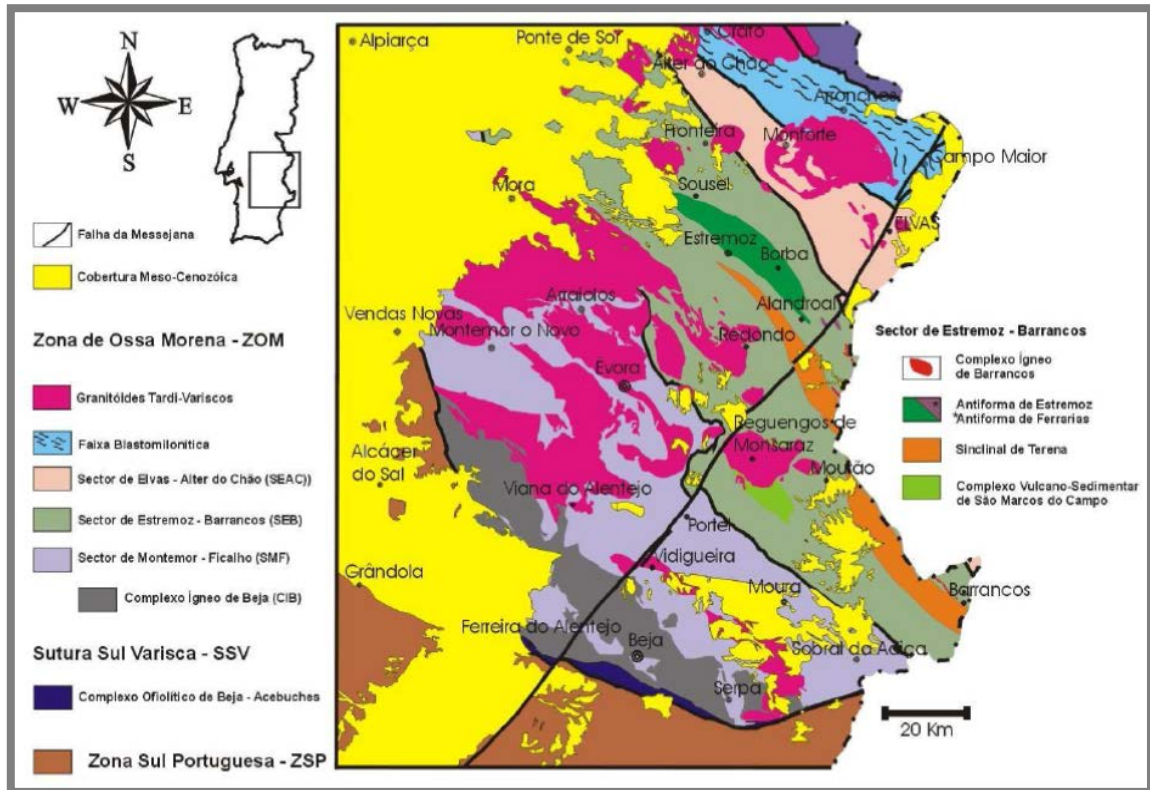 N
W
E
S
Falha da Messejana
Cobertura Meso-Cenozóica
Zona de Ossa Morena - ZOM
Granitóides Tardi-Variscos
Faixa Blastomilonítica
Sector de Elvas - Alter do Chão (SEAC))
Sector de Estremoz - Barrancos (SEB)
Sector de Montemor - Ficalho (SMF)
Complexo Ígneo de Beja (CIB)
Sutura Sul Varisca - SSV
Complexo Ofiolítico de Beja - Acebuches
Zona Sul Portuguesa - ZSP
Alpiarça
Ponte de Sor
Crato
Alter do Chão
Arronches
Fronteira
Monforte
Campo Maior
Mora
Sousel
ELVAS
Estremoz
Borba
Arraiolos
Alandroal
Vendas Novas
Montemor o Novo
Redondo
Évora
Reguengos de
Monsaraz
Alcácer
do Sal
Mourão
Viana do Alentejo
Portel
Vidigueira
Grândola
Moura
Barrancos
Ferreira do Alentejo
Beja
Sobral da Adiça
Serpa
20 Km
Sector de Estremoz - Barrancos
Complexo Ígneo
de Barrancos
Antiforma de Estremoz
*Antiforma de Ferrarias
Sinclinal de Terena
Complexo Vulcano-Sedimentar
de São Marcos do Campo